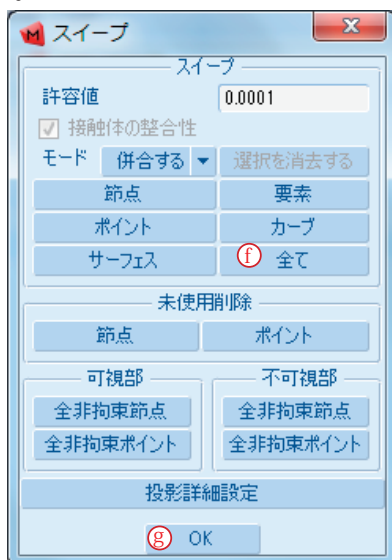 スイープ
スイープ
許容値 0.0001
接触体の整合性
モード 併合する 選択を消去する
節点 要素
ポイント カーブ
サーフェス ⓕ 全て
未使用削除
節点 ポイント
可視部 不可視部
全非拘束節点 全非拘束節点
全非拘束ポイント 全非拘束ポイント
投影詳細設定
ⓖ OK